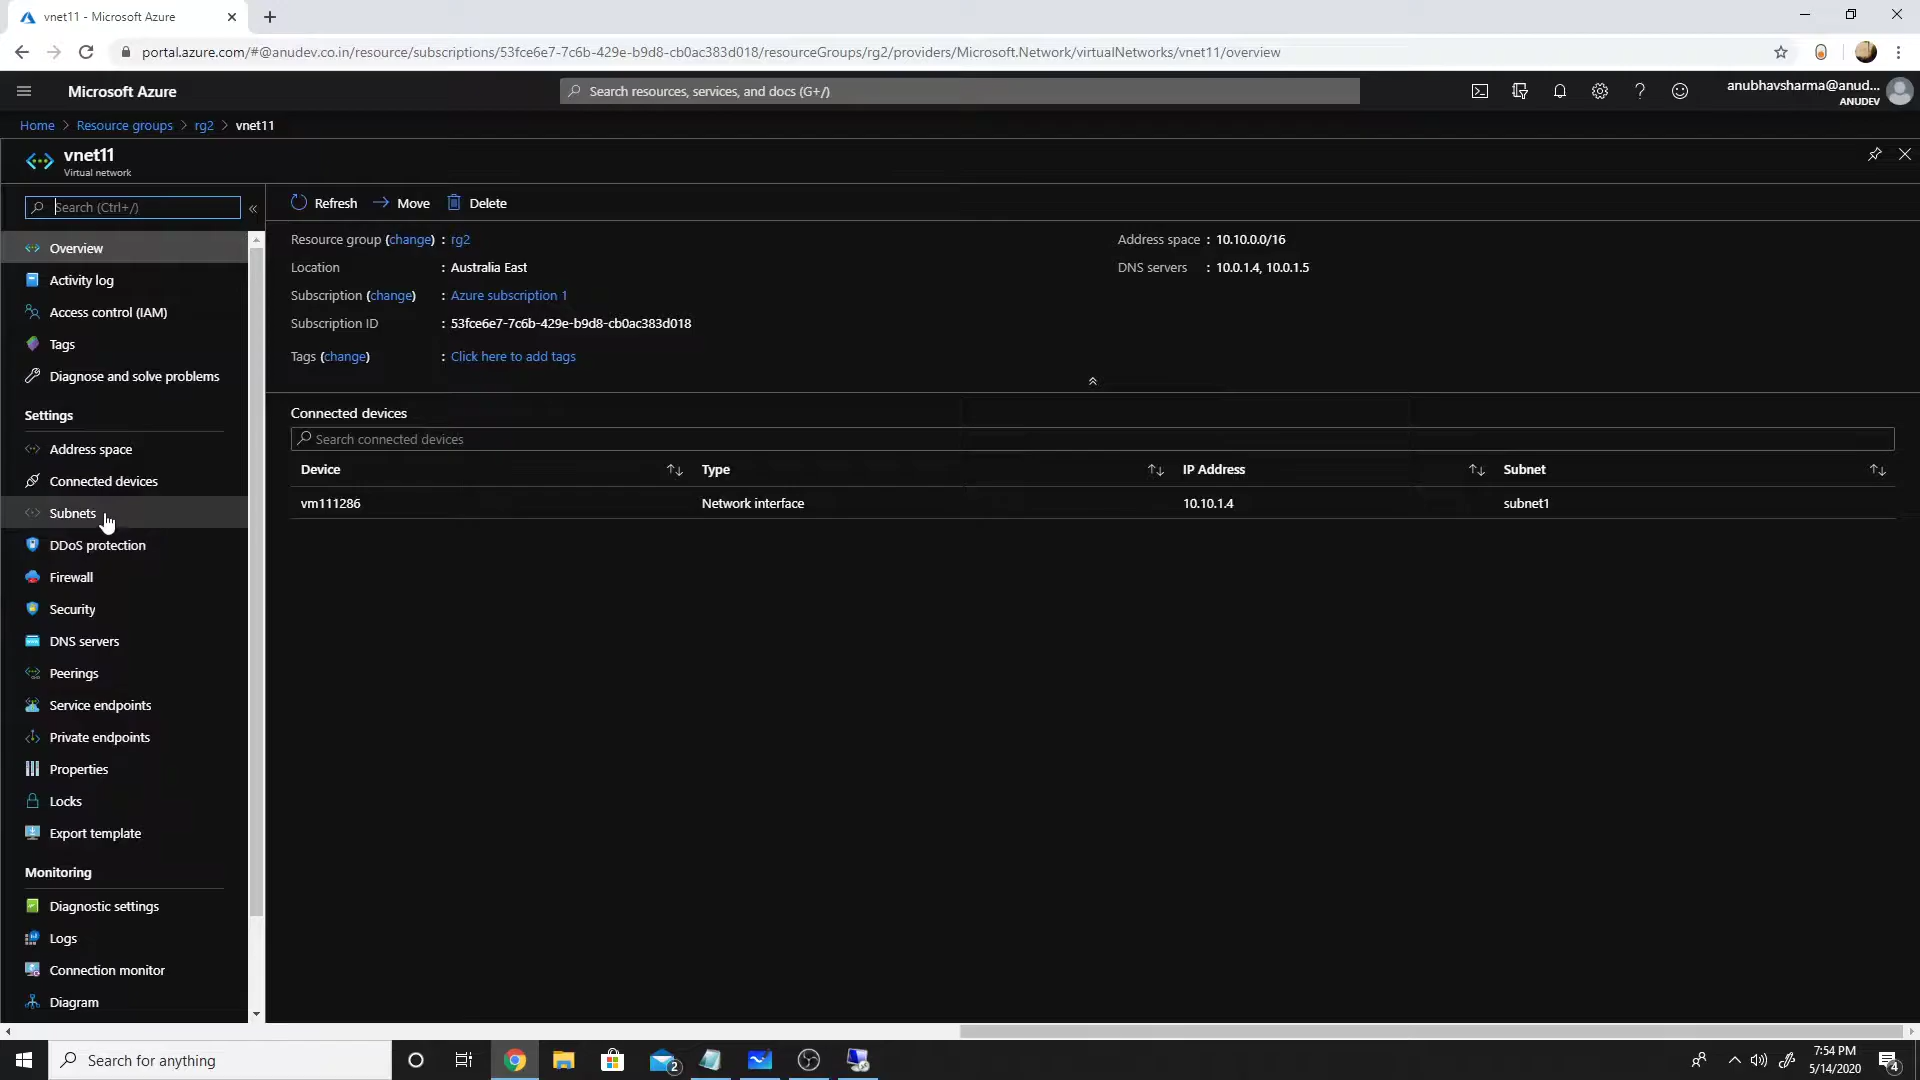 vnet11 - Microsoft Azure
portal.azure.com/#@anudev.co.in/resource/subscriptions/53fce6e7-7c6b-429e-b9d8-cb0ac383d018/resourceGroups/rg2/providers/Microsoft.Network/virtualNetworks/vnet11/overview
Microsoft Azure
Search resources, services, and docs (G+/)
anubhavsharma@anud...
ANUDEV
Home > Resource groups > rg2 > vnet11
vnet11
Virtual network
Search (Ctrl+/)
Refresh
Move
Delete
Overview
Activity log
Access control (IAM)
Tags
Diagnose and solve problems
Settings
Address space
Connected devices
Subnets
DDoS protection
Firewall
Security
DNS servers
Peerings
Service endpoints
Private endpoints
Properties
Locks
Export template
Monitoring
Diagnostic settings
Logs
Connection monitor
Diagram
Resource group (change) : rg2
Location : Australia East
Subscription (change) : Azure subscription 1
Subscription ID : 53fce6e7-7c6b-429e-b9d8-cb0ac383d018
Tags (change) : Click here to add tags
Address space : 10.10.0.0/16
DNS servers : 10.0.1.4, 10.0.1.5
Connected devices
Search connected devices
Device Type IP Address Subnet
vm111286 Network interface 10.10.1.4 subnet1
Search for anything
2
7:54 PM
5/14/2020
4